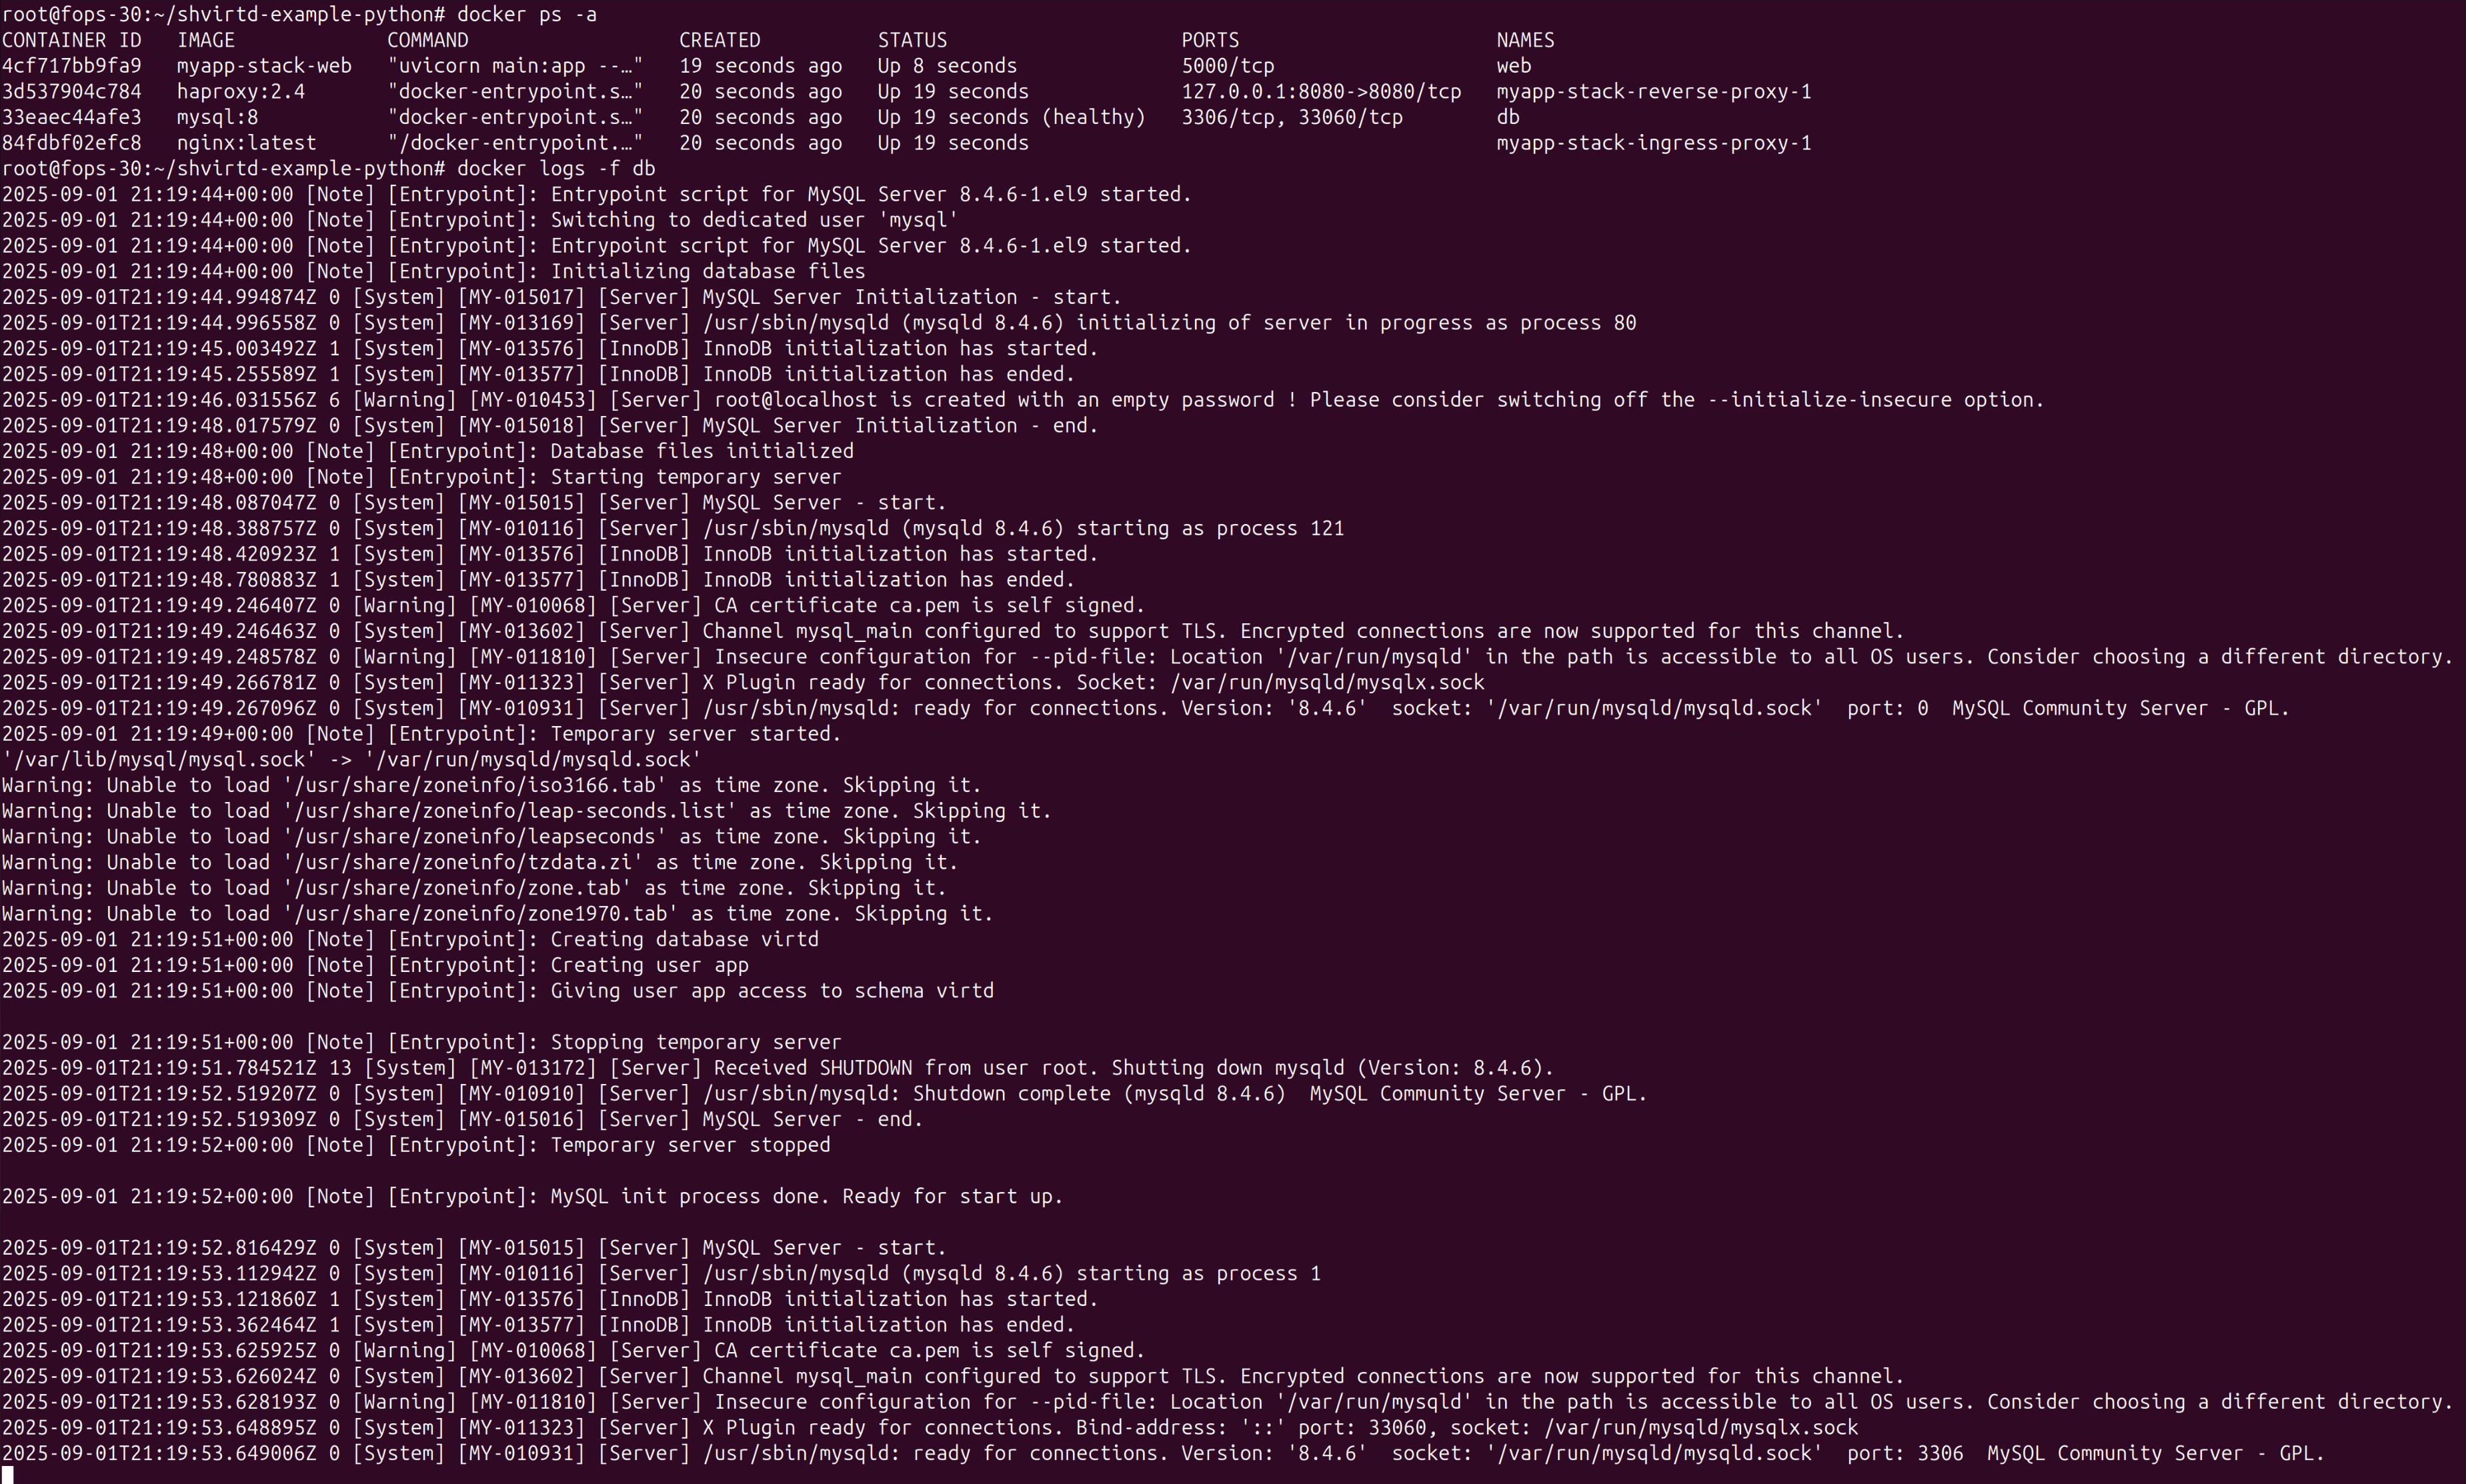 root@fops-30:~/shvirtd-example-python# docker ps -a
CONTAINER ID   IMAGE             COMMAND                  CREATED          STATUS                    PORTS                      NAMES
4cf717bb9fa9   myapp-stack-web   "uvicorn main:app --…"   19 seconds ago   Up 8 seconds              5000/tcp                   web
3d537904c784   haproxy:2.4       "docker-entrypoint.s…"   20 seconds ago   Up 19 seconds             127.0.0.1:8080->8080/tcp   myapp-stack-reverse-proxy-1
33eaec44afe3   mysql:8           "docker-entrypoint.s…"   20 seconds ago   Up 19 seconds (healthy)   3306/tcp, 33060/tcp        db
84fdbf02efc8   nginx:latest      "/docker-entrypoint.…"   20 seconds ago   Up 19 seconds                                        myapp-stack-ingress-proxy-1
root@fops-30:~/shvirtd-example-python# docker logs -f db
2025-09-01 21:19:44+00:00 [Note] [Entrypoint]: Entrypoint script for MySQL Server 8.4.6-1.el9 started.
2025-09-01 21:19:44+00:00 [Note] [Entrypoint]: Switching to dedicated user 'mysql'
2025-09-01 21:19:44+00:00 [Note] [Entrypoint]: Entrypoint script for MySQL Server 8.4.6-1.el9 started.
2025-09-01 21:19:44+00:00 [Note] [Entrypoint]: Initializing database files
2025-09-01T21:19:44.994874Z 0 [System] [MY-015017] [Server] MySQL Server Initialization - start.
2025-09-01T21:19:44.996558Z 0 [System] [MY-013169] [Server] /usr/sbin/mysqld (mysqld 8.4.6) initializing of server in progress as process 80
2025-09-01T21:19:45.003492Z 1 [System] [MY-013576] [InnoDB] InnoDB initialization has started.
2025-09-01T21:19:45.255589Z 1 [System] [MY-013577] [InnoDB] InnoDB initialization has ended.
2025-09-01T21:19:46.031556Z 6 [Warning] [MY-010453] [Server] root@localhost is created with an empty password ! Please consider switching off the --initialize-insecure option.
2025-09-01T21:19:48.017579Z 0 [System] [MY-015018] [Server] MySQL Server Initialization - end.
2025-09-01 21:19:48+00:00 [Note] [Entrypoint]: Database files initialized
2025-09-01 21:19:48+00:00 [Note] [Entrypoint]: Starting temporary server
2025-09-01T21:19:48.087047Z 0 [System] [MY-015015] [Server] MySQL Server - start.
2025-09-01T21:19:48.388757Z 0 [System] [MY-010116] [Server] /usr/sbin/mysqld (mysqld 8.4.6) starting as process 121
2025-09-01T21:19:48.420923Z 1 [System] [MY-013576] [InnoDB] InnoDB initialization has started.
2025-09-01T21:19:48.780883Z 1 [System] [MY-013577] [InnoDB] InnoDB initialization has ended.
2025-09-01T21:19:49.246407Z 0 [Warning] [MY-010068] [Server] CA certificate ca.pem is self signed.
2025-09-01T21:19:49.246463Z 0 [System] [MY-013602] [Server] Channel mysql_main configured to support TLS. Encrypted connections are now supported for this channel.
2025-09-01T21:19:49.248578Z 0 [Warning] [MY-011810] [Server] Insecure configuration for --pid-file: Location '/var/run/mysqld' in the path is accessible to all OS users. Consider choosing a different directory.
2025-09-01T21:19:49.266781Z 0 [System] [MY-011323] [Server] X Plugin ready for connections. Socket: /var/run/mysqld/mysqlx.sock
2025-09-01T21:19:49.267096Z 0 [System] [MY-010931] [Server] /usr/sbin/mysqld: ready for connections. Version: '8.4.6'  socket: '/var/run/mysqld/mysqld.sock'  port: 0  MySQL Community Server - GPL.
2025-09-01 21:19:49+00:00 [Note] [Entrypoint]: Temporary server started.
'/var/lib/mysql/mysql.sock' -> '/var/run/mysqld/mysqld.sock'
Warning: Unable to load '/usr/share/zoneinfo/iso3166.tab' as time zone. Skipping it.
Warning: Unable to load '/usr/share/zoneinfo/leap-seconds.list' as time zone. Skipping it.
Warning: Unable to load '/usr/share/zoneinfo/leapseconds' as time zone. Skipping it.
Warning: Unable to load '/usr/share/zoneinfo/tzdata.zi' as time zone. Skipping it.
Warning: Unable to load '/usr/share/zoneinfo/zone.tab' as time zone. Skipping it.
Warning: Unable to load '/usr/share/zoneinfo/zone1970.tab' as time zone. Skipping it.
2025-09-01 21:19:51+00:00 [Note] [Entrypoint]: Creating database virtd
2025-09-01 21:19:51+00:00 [Note] [Entrypoint]: Creating user app
2025-09-01 21:19:51+00:00 [Note] [Entrypoint]: Giving user app access to schema virtd

2025-09-01 21:19:51+00:00 [Note] [Entrypoint]: Stopping temporary server
2025-09-01T21:19:51.784521Z 13 [System] [MY-013172] [Server] Received SHUTDOWN from user root. Shutting down mysqld (Version: 8.4.6).
2025-09-01T21:19:52.519207Z 0 [System] [MY-010910] [Server] /usr/sbin/mysqld: Shutdown complete (mysqld 8.4.6)  MySQL Community Server - GPL.
2025-09-01T21:19:52.519309Z 0 [System] [MY-015016] [Server] MySQL Server - end.
2025-09-01 21:19:52+00:00 [Note] [Entrypoint]: Temporary server stopped

2025-09-01 21:19:52+00:00 [Note] [Entrypoint]: MySQL init process done. Ready for start up.

2025-09-01T21:19:52.816429Z 0 [System] [MY-015015] [Server] MySQL Server - start.
2025-09-01T21:19:53.112942Z 0 [System] [MY-010116] [Server] /usr/sbin/mysqld (mysqld 8.4.6) starting as process 1
2025-09-01T21:19:53.121860Z 1 [System] [MY-013576] [InnoDB] InnoDB initialization has started.
2025-09-01T21:19:53.362464Z 1 [System] [MY-013577] [InnoDB] InnoDB initialization has ended.
2025-09-01T21:19:53.625925Z 0 [Warning] [MY-010068] [Server] CA certificate ca.pem is self signed.
2025-09-01T21:19:53.626024Z 0 [System] [MY-013602] [Server] Channel mysql_main configured to support TLS. Encrypted connections are now supported for this channel.
2025-09-01T21:19:53.628193Z 0 [Warning] [MY-011810] [Server] Insecure configuration for --pid-file: Location '/var/run/mysqld' in the path is accessible to all OS users. Consider choosing a different directory.
2025-09-01T21:19:53.648895Z 0 [System] [MY-011323] [Server] X Plugin ready for connections. Bind-address: '::' port: 33060, socket: /var/run/mysqld/mysqlx.sock
2025-09-01T21:19:53.649006Z 0 [System] [MY-010931] [Server] /usr/sbin/mysqld: ready for connections. Version: '8.4.6'  socket: '/var/run/mysqld/mysqld.sock'  port: 3306  MySQL Community Server - GPL.